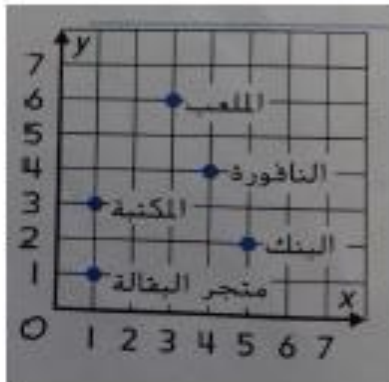 y
7
6 الملعب
5
4 النافورة
3 المكتبة
2 البنك
1 متجر البقالة
x
O 1 2 3 4 5 6 7